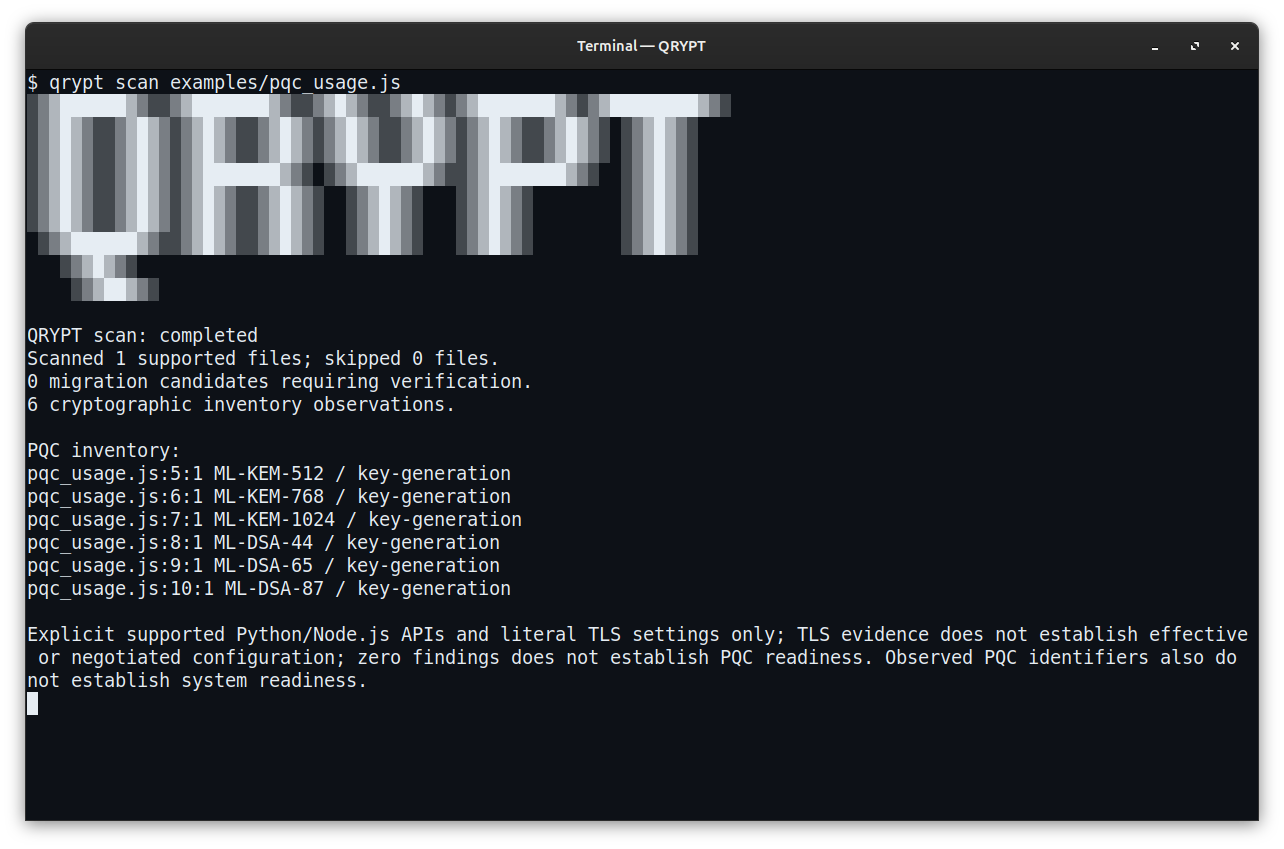 Terminal — QRYPT
$ qrypt scan examples/pqc_usage.js
QRYPT
QRYPT scan: completed
Scanned 1 supported files; skipped 0 files.
0 migration candidates requiring verification.
6 cryptographic inventory observations.
PQC inventory:
pqc_usage.js:5:1 ML-KEM-512 / key-generation
pqc_usage.js:6:1 ML-KEM-768 / key-generation
pqc_usage.js:7:1 ML-KEM-1024 / key-generation
pqc_usage.js:8:1 ML-DSA-44 / key-generation
pqc_usage.js:9:1 ML-DSA-65 / key-generation
pqc_usage.js:10:1 ML-DSA-87 / key-generation
Explicit supported Python/Node.js APIs and literal TLS settings only; TLS evidence does not establish effective
or negotiated configuration; zero findings does not establish PQC readiness. Observed PQC identifiers also do
not establish system readiness.